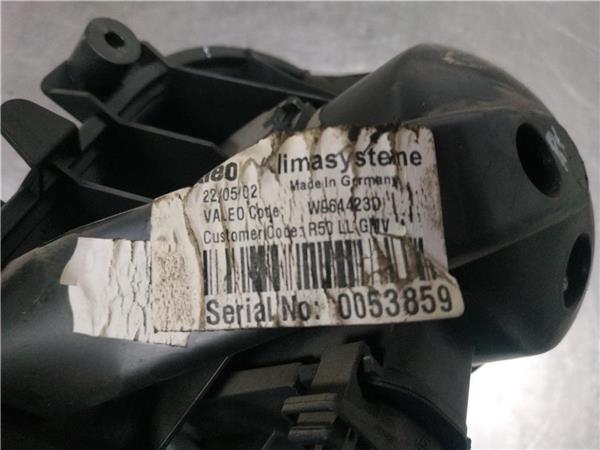 leo Klimasysteme
22/05/02 Made In Germany
VALEO Code: W964423D
Customer Code: R50 LL GMV
Serial No: 0053859